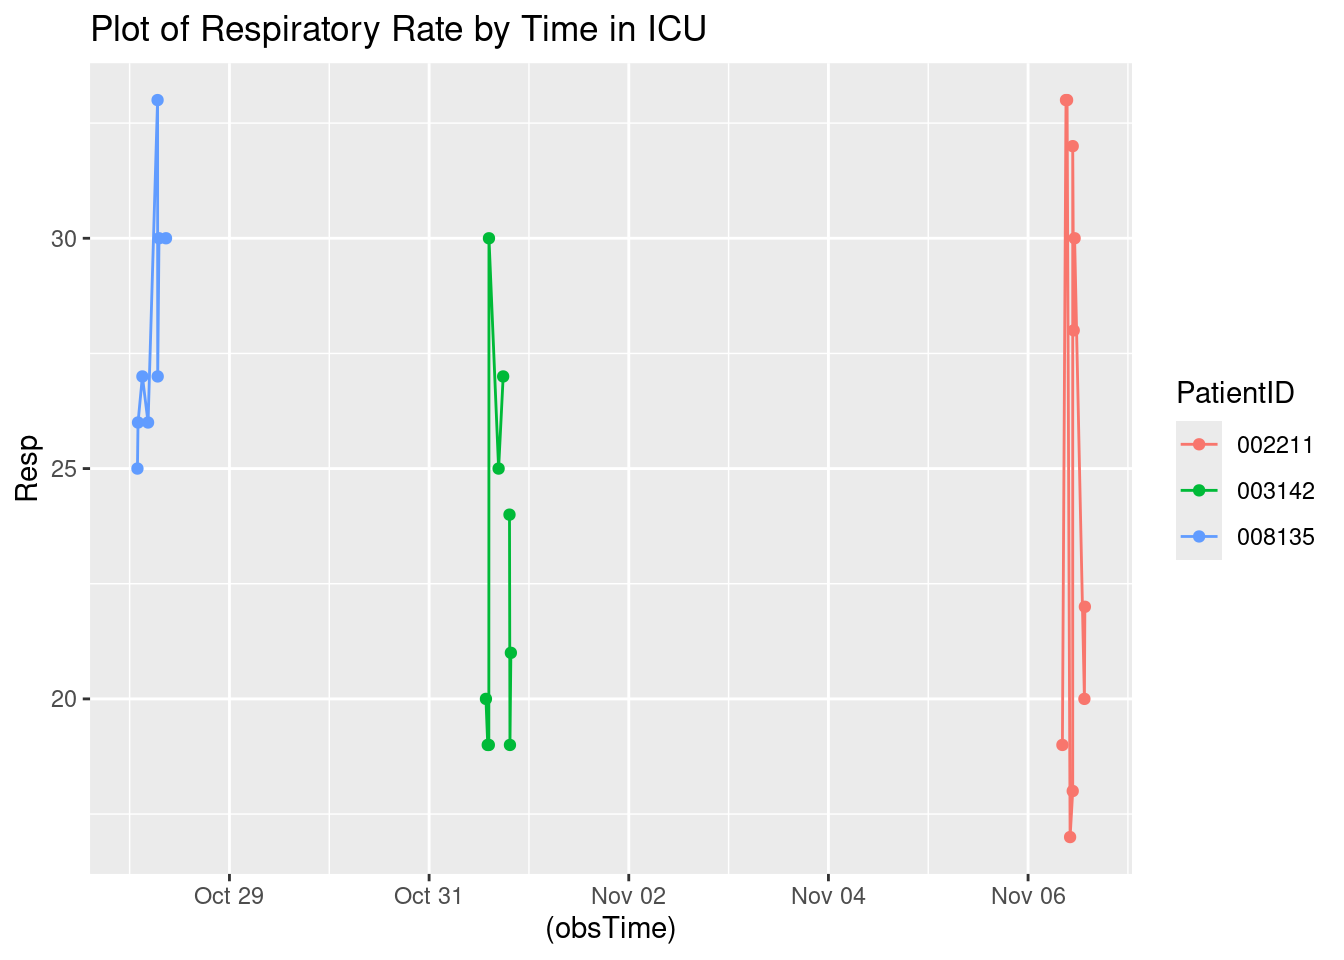 Plot of Respiratory Rate by Time in ICU
30
25
20
Resp
Oct 29
Oct 31
Nov 02
Nov 04
Nov 06
(obsTime)
PatientID
002211
003142
008135